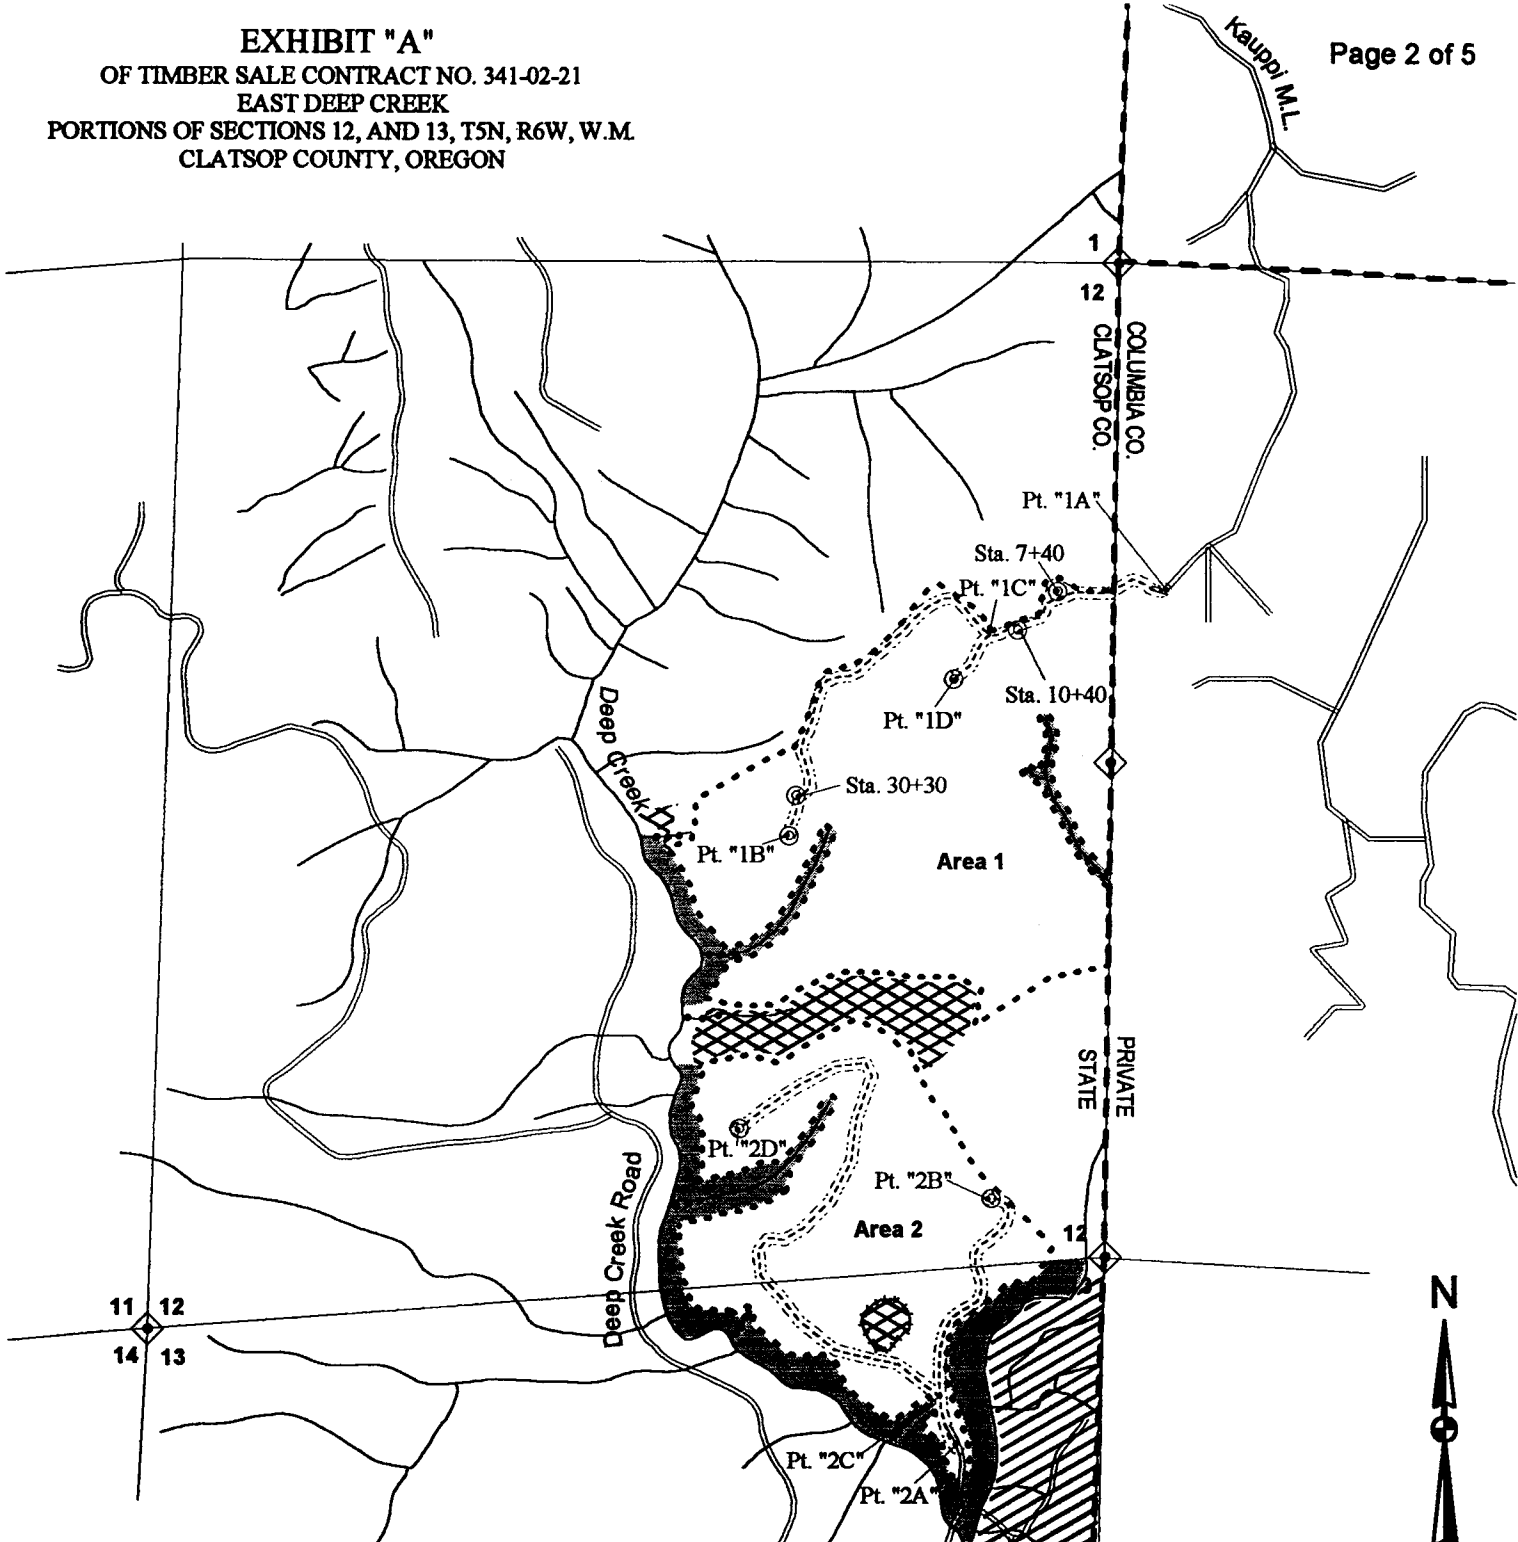 EXHIBIT "A"
OF TIMBER SALE CONTRACT NO. 341-02-21
EAST DEEP CREEK
PORTIONS OF SECTIONS 12, AND 13, T5N, R6W, W.M.
CLATSOP COUNTY, OREGON
Page 2 of 5
Kauppi M.L.
1
12
COLUMBIA CO.
CLATSOP CO.
Pt. "1A"
Sta. 7+40
Pt. "1C"
Pt. "1D"
Sta. 10+40
Deep Creek
Sta. 30+30
Pt. "1B"
Area 1
PRIVATE
STATE
Pt. "2D"
Pt. "2B"
Area 2
12
Deep Creek Road
11 12
14 13
N
Pt. "2C"
Pt. "2A"